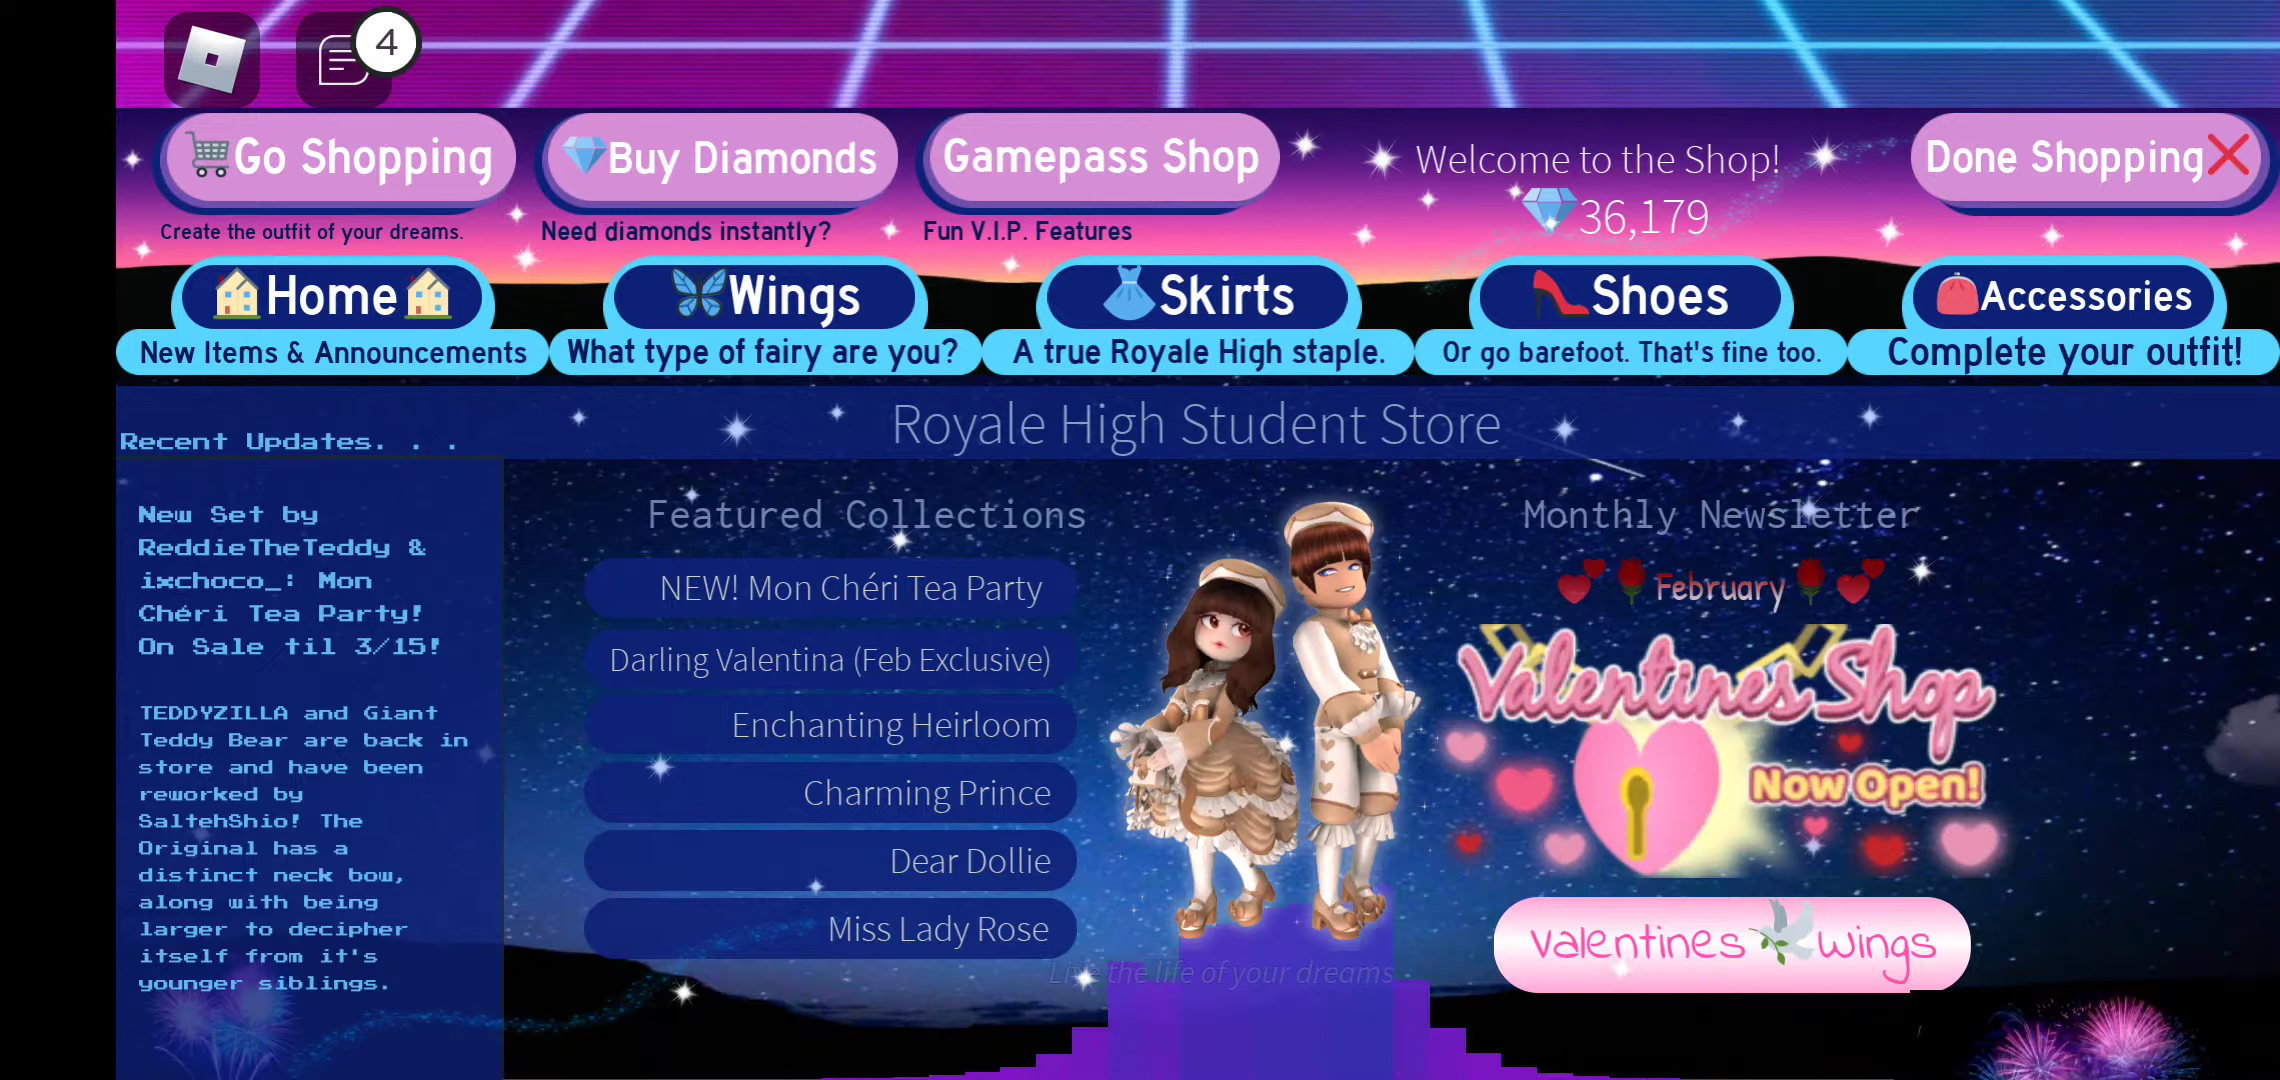 4
Go Shopping
Buy Diamonds
Gamepass Shop
Welcome to the Shop!
Done Shopping
36,179
Create the outfit of your dreams.
Need diamonds instantly?
Fun V.I.P. Features
Home
Wings
Skirts
Shoes
Accessories
New Items & Announcements
What type of fairy are you?
A true Royale High staple.
Or go barefoot. That's fine too.
Complete your outfit!
Royale High Student Store
Recent Updates. . .
New Set by
ReddieTheTeddy &
ixchoco_: Mon
Chéri Tea Party!
On Sale til 3/15!
TEDDYZILLA and Giant
Teddy Bear are back in
store and have been
reworked by
SaltehShio! The
Original has a
distinct neck bow,
along with being
larger to decipher
itself from it's
younger siblings.
Featured Collections
NEW! Mon Chéri Tea Party
Darling Valentina (Feb Exclusive)
Enchanting Heirloom
Charming Prince
Dear Dollie
Miss Lady Rose
Live the life of your dreams
Monthly Newsletter
February
Valentines Shop
Now Open!
Valentines Wings